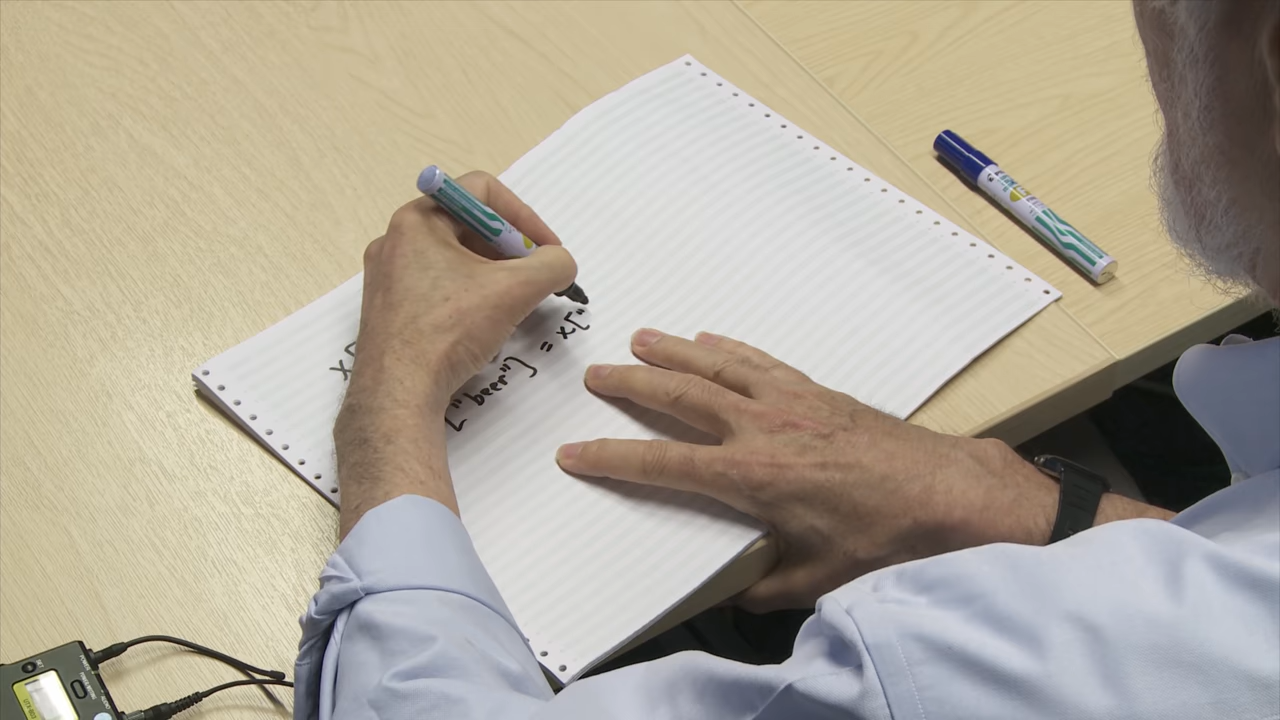 x[
["beer"] = x["